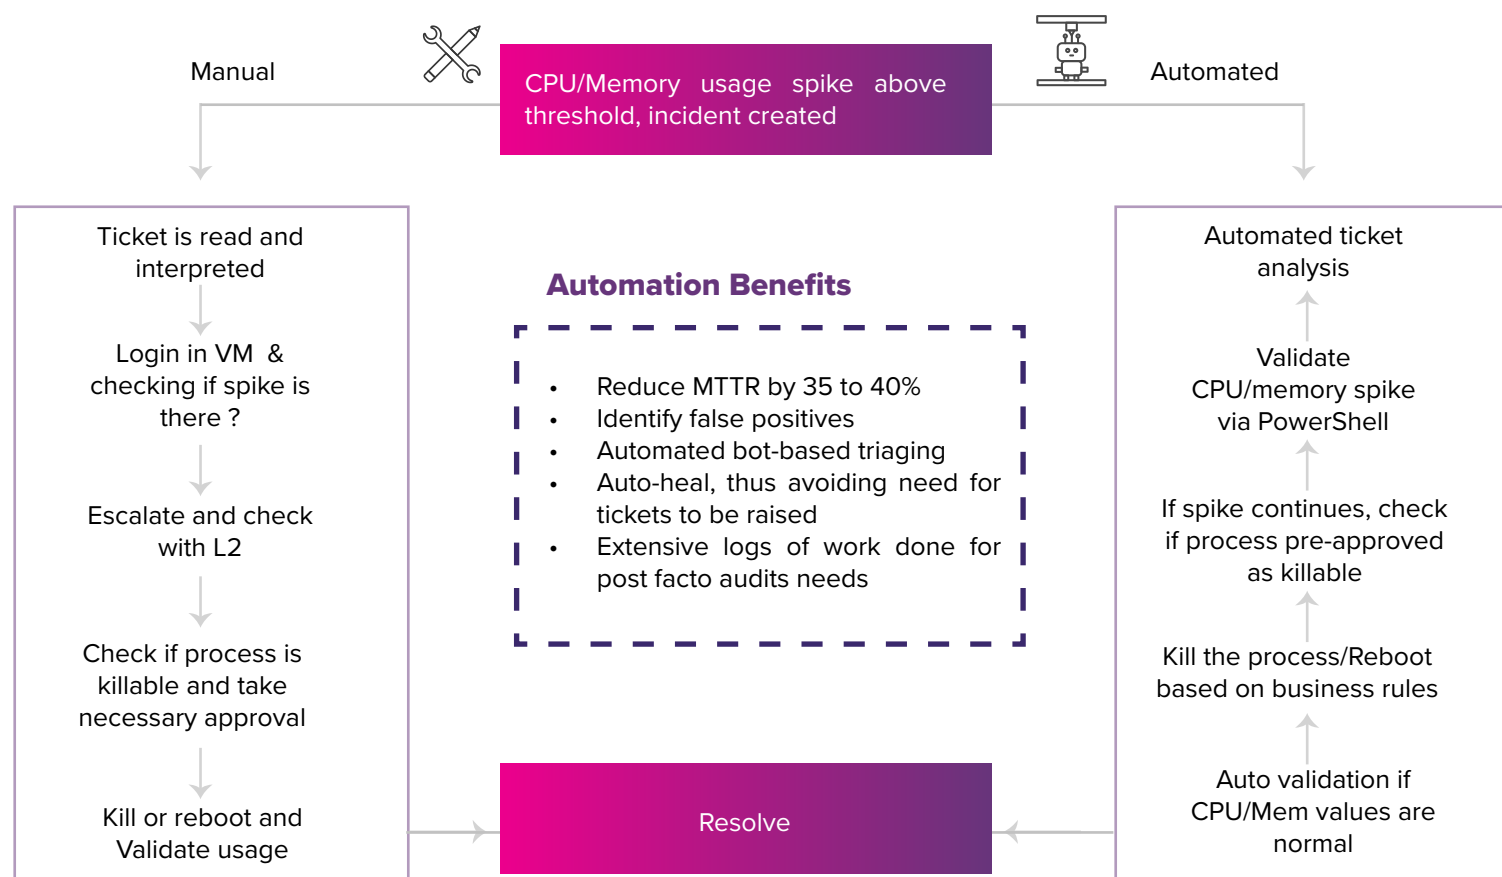 Manual
CPU/Memory usage spike above
threshold, incident created
Automated
Ticket is read and
interpreted
Login in VM &
checking if spike is
there ?
Escalate and check
with L2
Check if process is
killable and take
necessary approval
Kill or reboot and
Validate usage
Automation Benefits
• Reduce MTTR by 35 to 40%
• Identify false positives
• Automated bot-based triaging
• Auto-heal, thus avoiding need for
tickets to be raised
• Extensive logs of work done for
post facto audits needs
Resolve
Automated ticket
analysis
Validate
CPU/memory spike
via PowerShell
If spike continues, check
if process pre-approved
as killable
Kill the process/Reboot
based on business rules
Auto validation if
CPU/Mem values are
normal